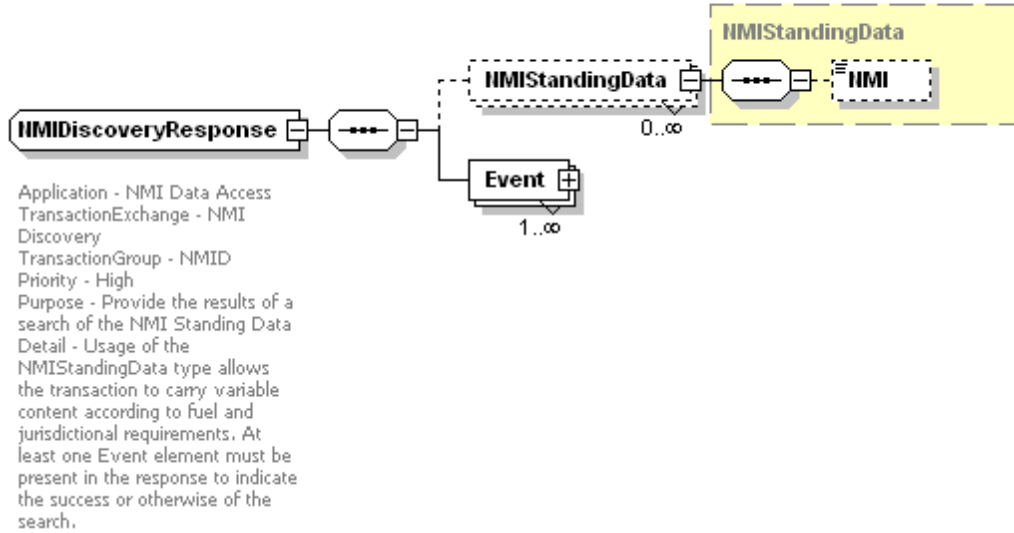 NMIStandingData
NMIStandingData
NMI
0..∞
NMIDiscoveryResponse
Event
1..∞
Application - NMI Data Access
TransactionExchange - NMI
Discovery
TransactionGroup - NMID
Priority - High
Purpose - Provide the results of a
search of the NMI Standing Data
Detail - Usage of the
NMIStandingData type allows
the transaction to carry variable
content according to fuel and
jurisdictional requirements. At
least one Event element must be
present in the response to indicate
the success or otherwise of the
search.